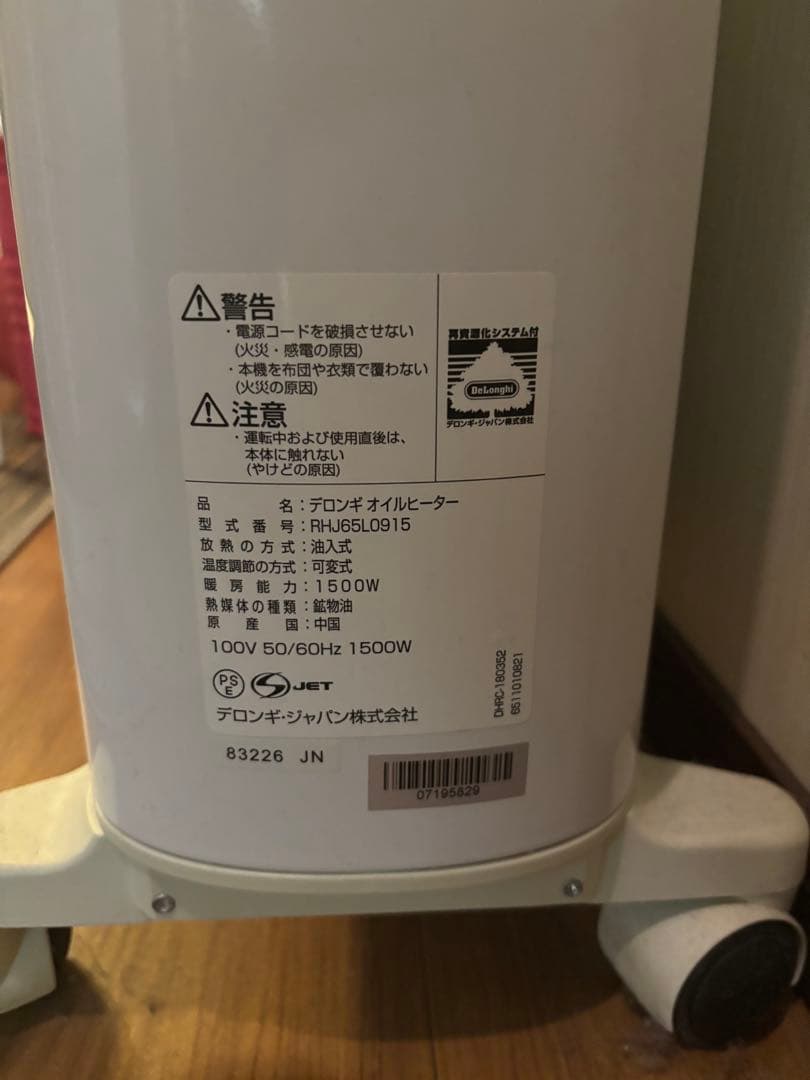 警告
・電源コードを破損させない
(火災・感電の原因)
・本機を布団や衣類で覆わない
(火災の原因)
注意
・運転中および使用直後は、
本体に触れない
(やけどの原因)
再資源化システム付
DeLonghi
デロンギ・ジャパン株式会社
品名：デロンギ オイルヒーター
型式番号：RHJ65L0915
放熱の方式：油入式
温度調節の方式：可変式
暖房能力：1500W
熱媒体の種類：鉱物油
原産国：中国
100V 50/60Hz 1500W
PS
E
JET
デロンギ・ジャパン株式会社
DHRC-180352
6511010821
83226 JN
07195829